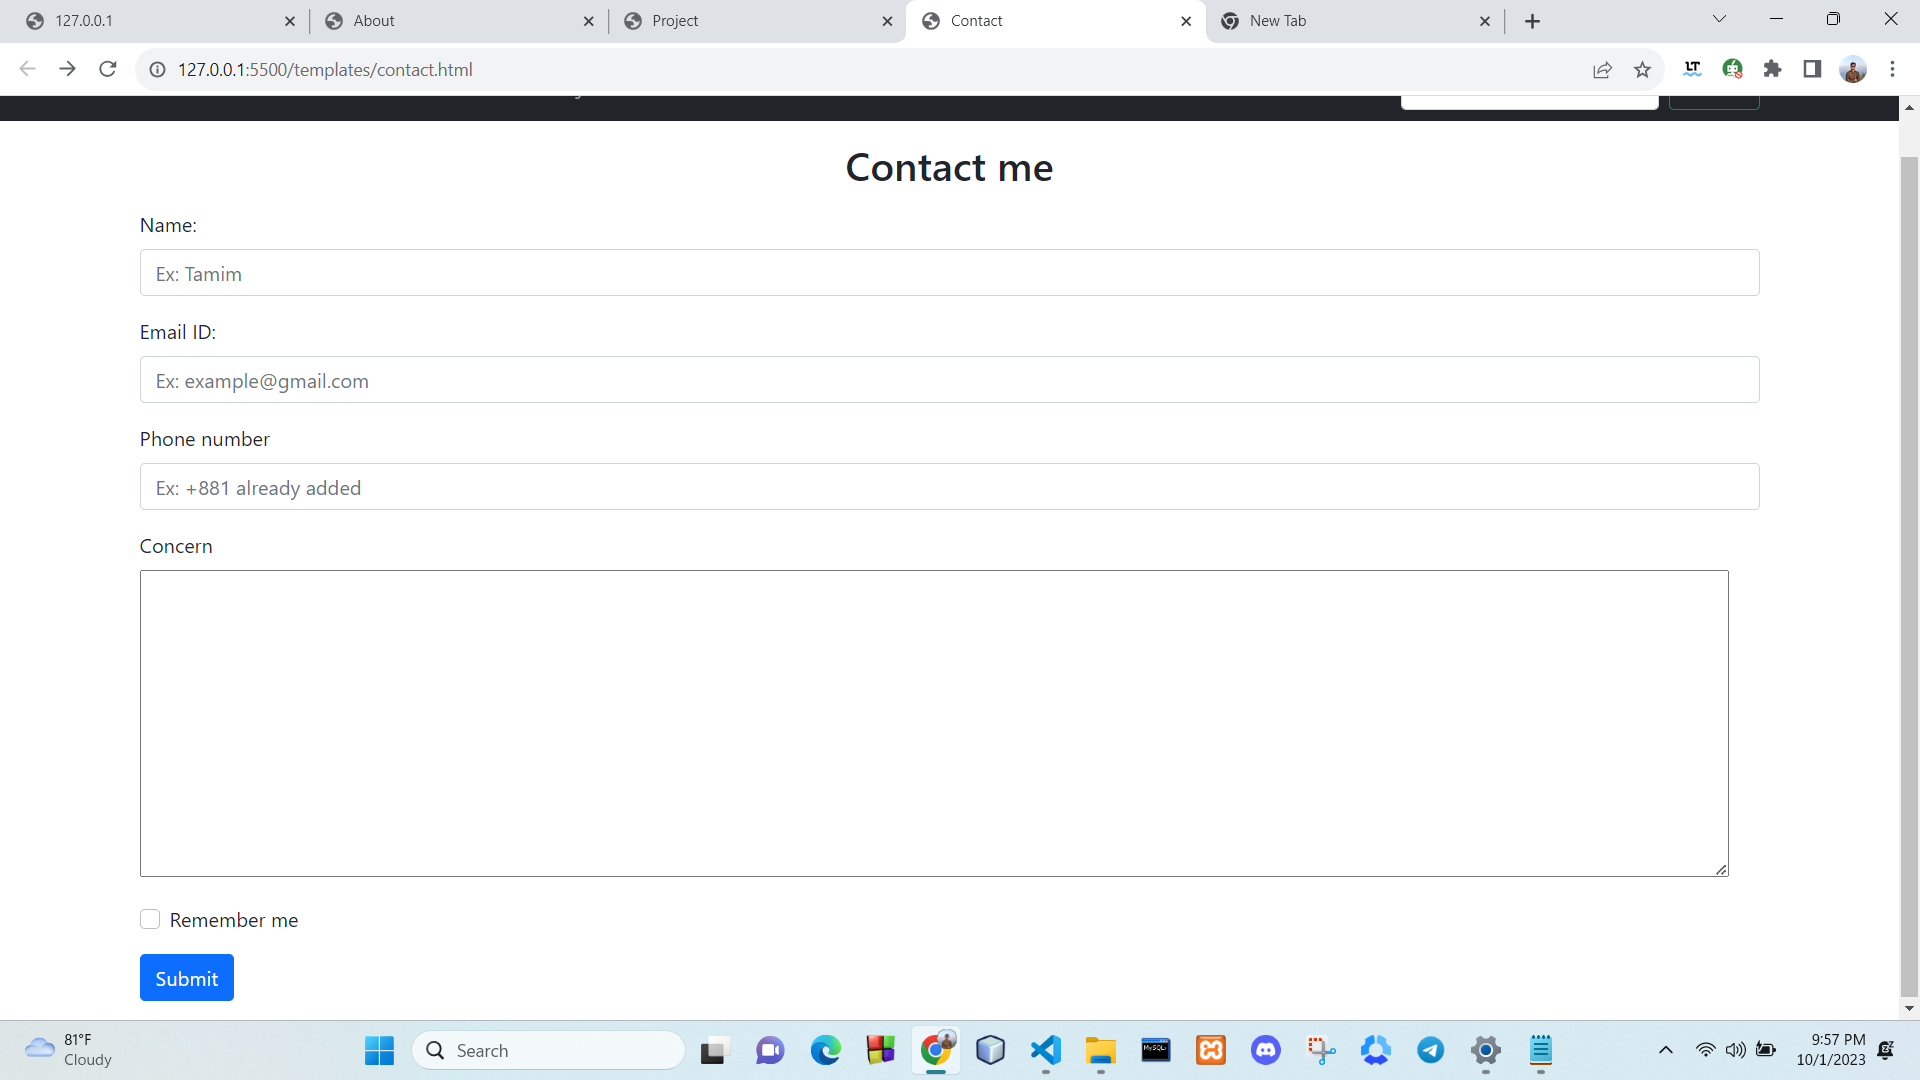 127.0.0.1
About
Project
Contact
New Tab
127.0.0.1:5500/templates/contact.html
LT
Contact me
Name:
Ex: Tamim
Email ID:
Ex: example@gmail.com
Phone number
Ex: +881 already added
Concern
Remember me
Submit
81°F
Cloudy
Search
MySQL
9:57 PM
10/1/2023